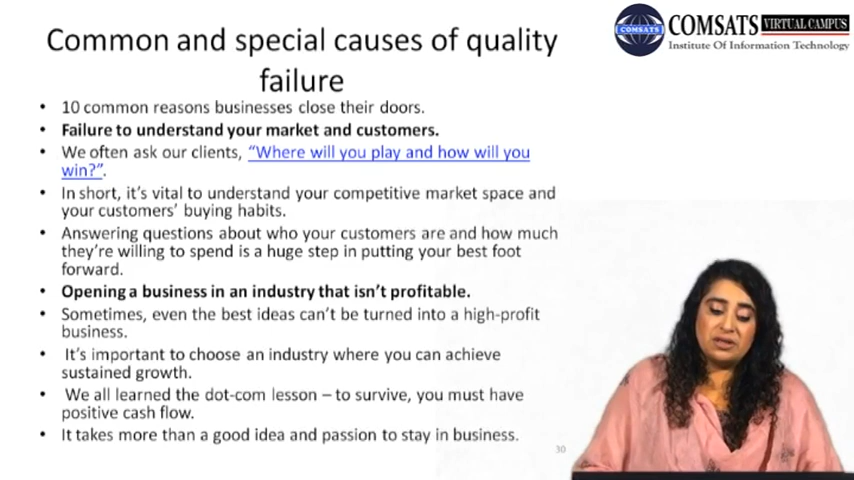 Common and special causes of quality
failure
COMSATS VIRTUAL CAMPUS
Institute Of Information Technology
COMSATS
• 10 common reasons businesses close their doors.
• Failure to understand your market and customers.
• We often ask our clients, “Where will you play and how will you
win?”.
• In short, it’s vital to understand your competitive market space and
your customers’ buying habits.
• Answering questions about who your customers are and how much
they’re willing to spend is a huge step in putting your best foot
forward.
• Opening a business in an industry that isn’t profitable.
• Sometimes, even the best ideas can’t be turned into a high-profit
business.
• It’s important to choose an industry where you can achieve
sustained growth.
• We all learned the dot-com lesson – to survive, you must have
positive cash flow.
• It takes more than a good idea and passion to stay in business.
30